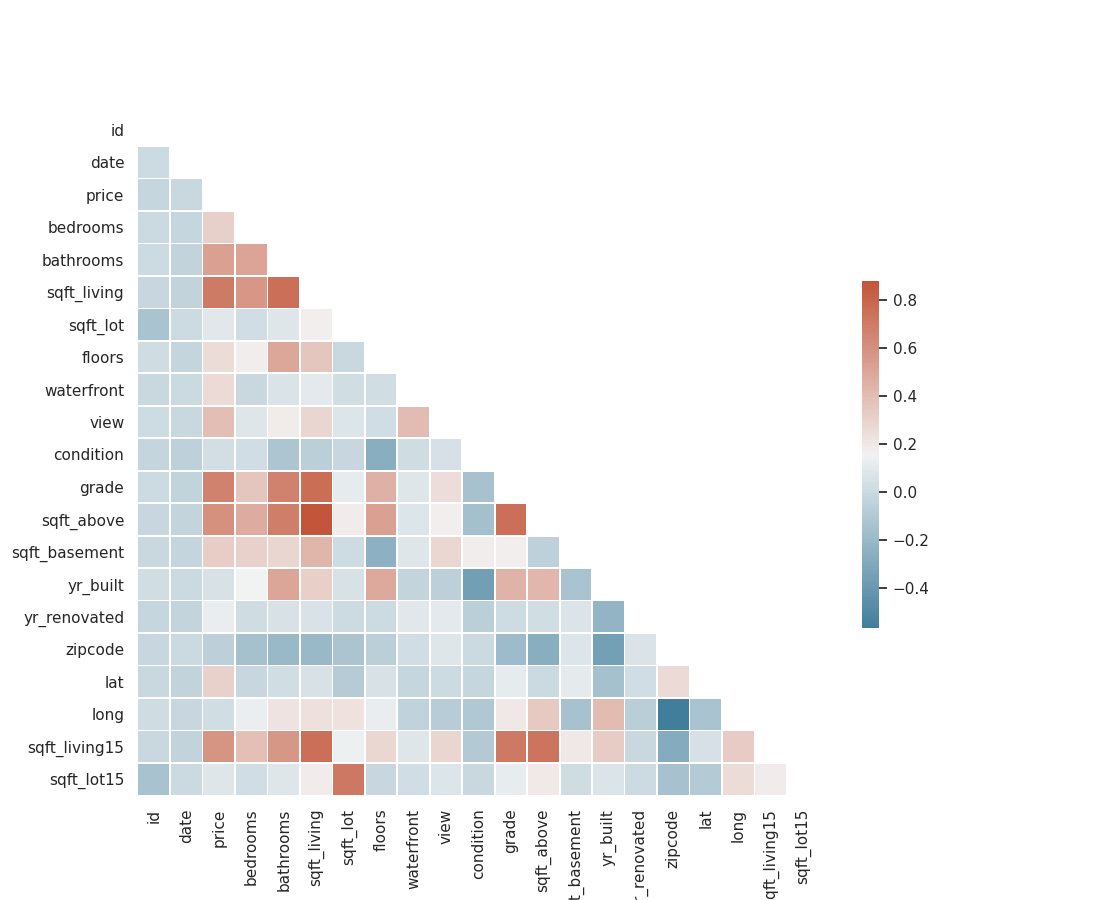 id
date
price
bedrooms
bathrooms
sqft_living
sqft_lot
floors
waterfront
view
condition
grade
sqft_above
sqft_basement
yr_built
yr_renovated
zipcode
lat
long
sqft_living15
sqft_lot15
0.8
0.6
0.4
0.2
0.0
−0.2
−0.4
id
date
price
bedrooms
bathrooms
sqft_living
sqft_lot
floors
waterfront
view
condition
grade
sqft_above
t_basement
yr_built
r_renovated
zipcode
lat
long
qft_living15
sqft_lot15